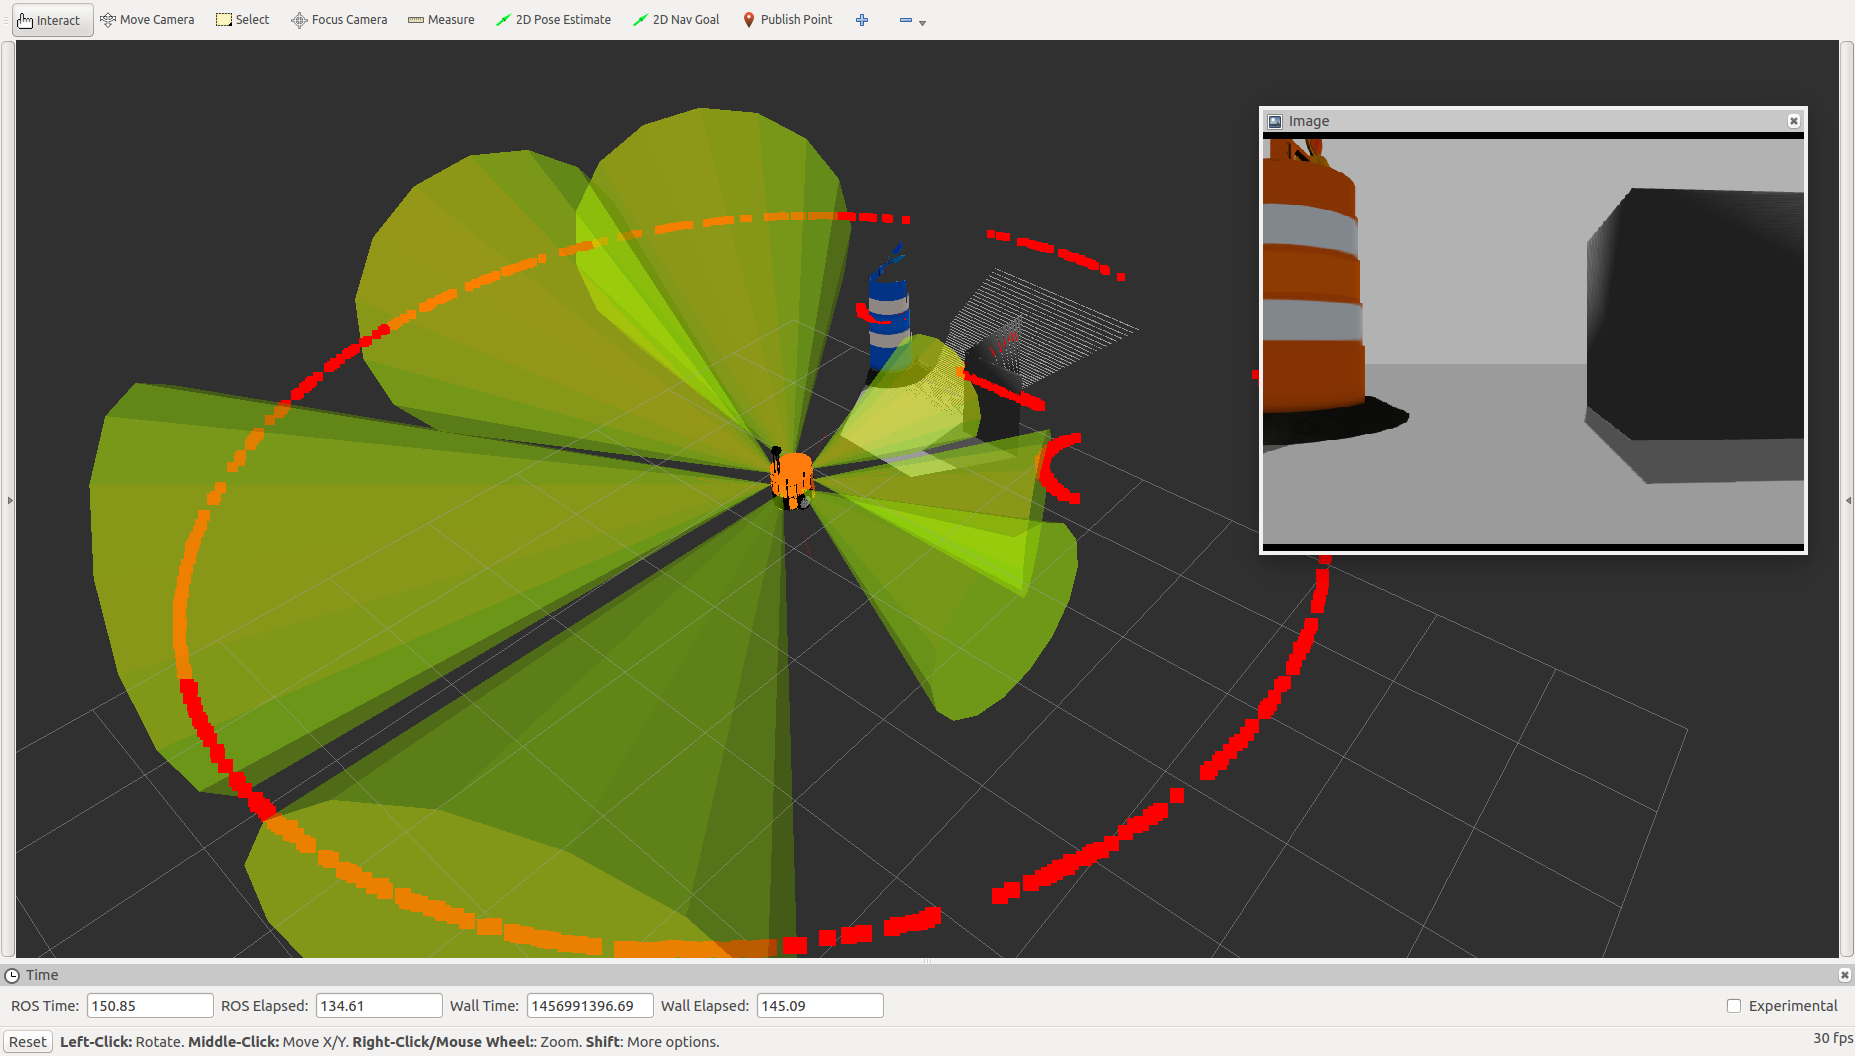 Interact Move Camera Select Focus Camera Measure 2D Pose Estimate 2D Nav Goal Publish Point
Image
Time
ROS Time: 150.85 ROS Elapsed: 134.61 Wall Time: 1456991396.69 Wall Elapsed: 145.09 Experimental
Reset Left-Click: Rotate. Middle-Click: Move X/Y. Right-Click/Mouse Wheel:: Zoom. Shift: More options. 30 fps